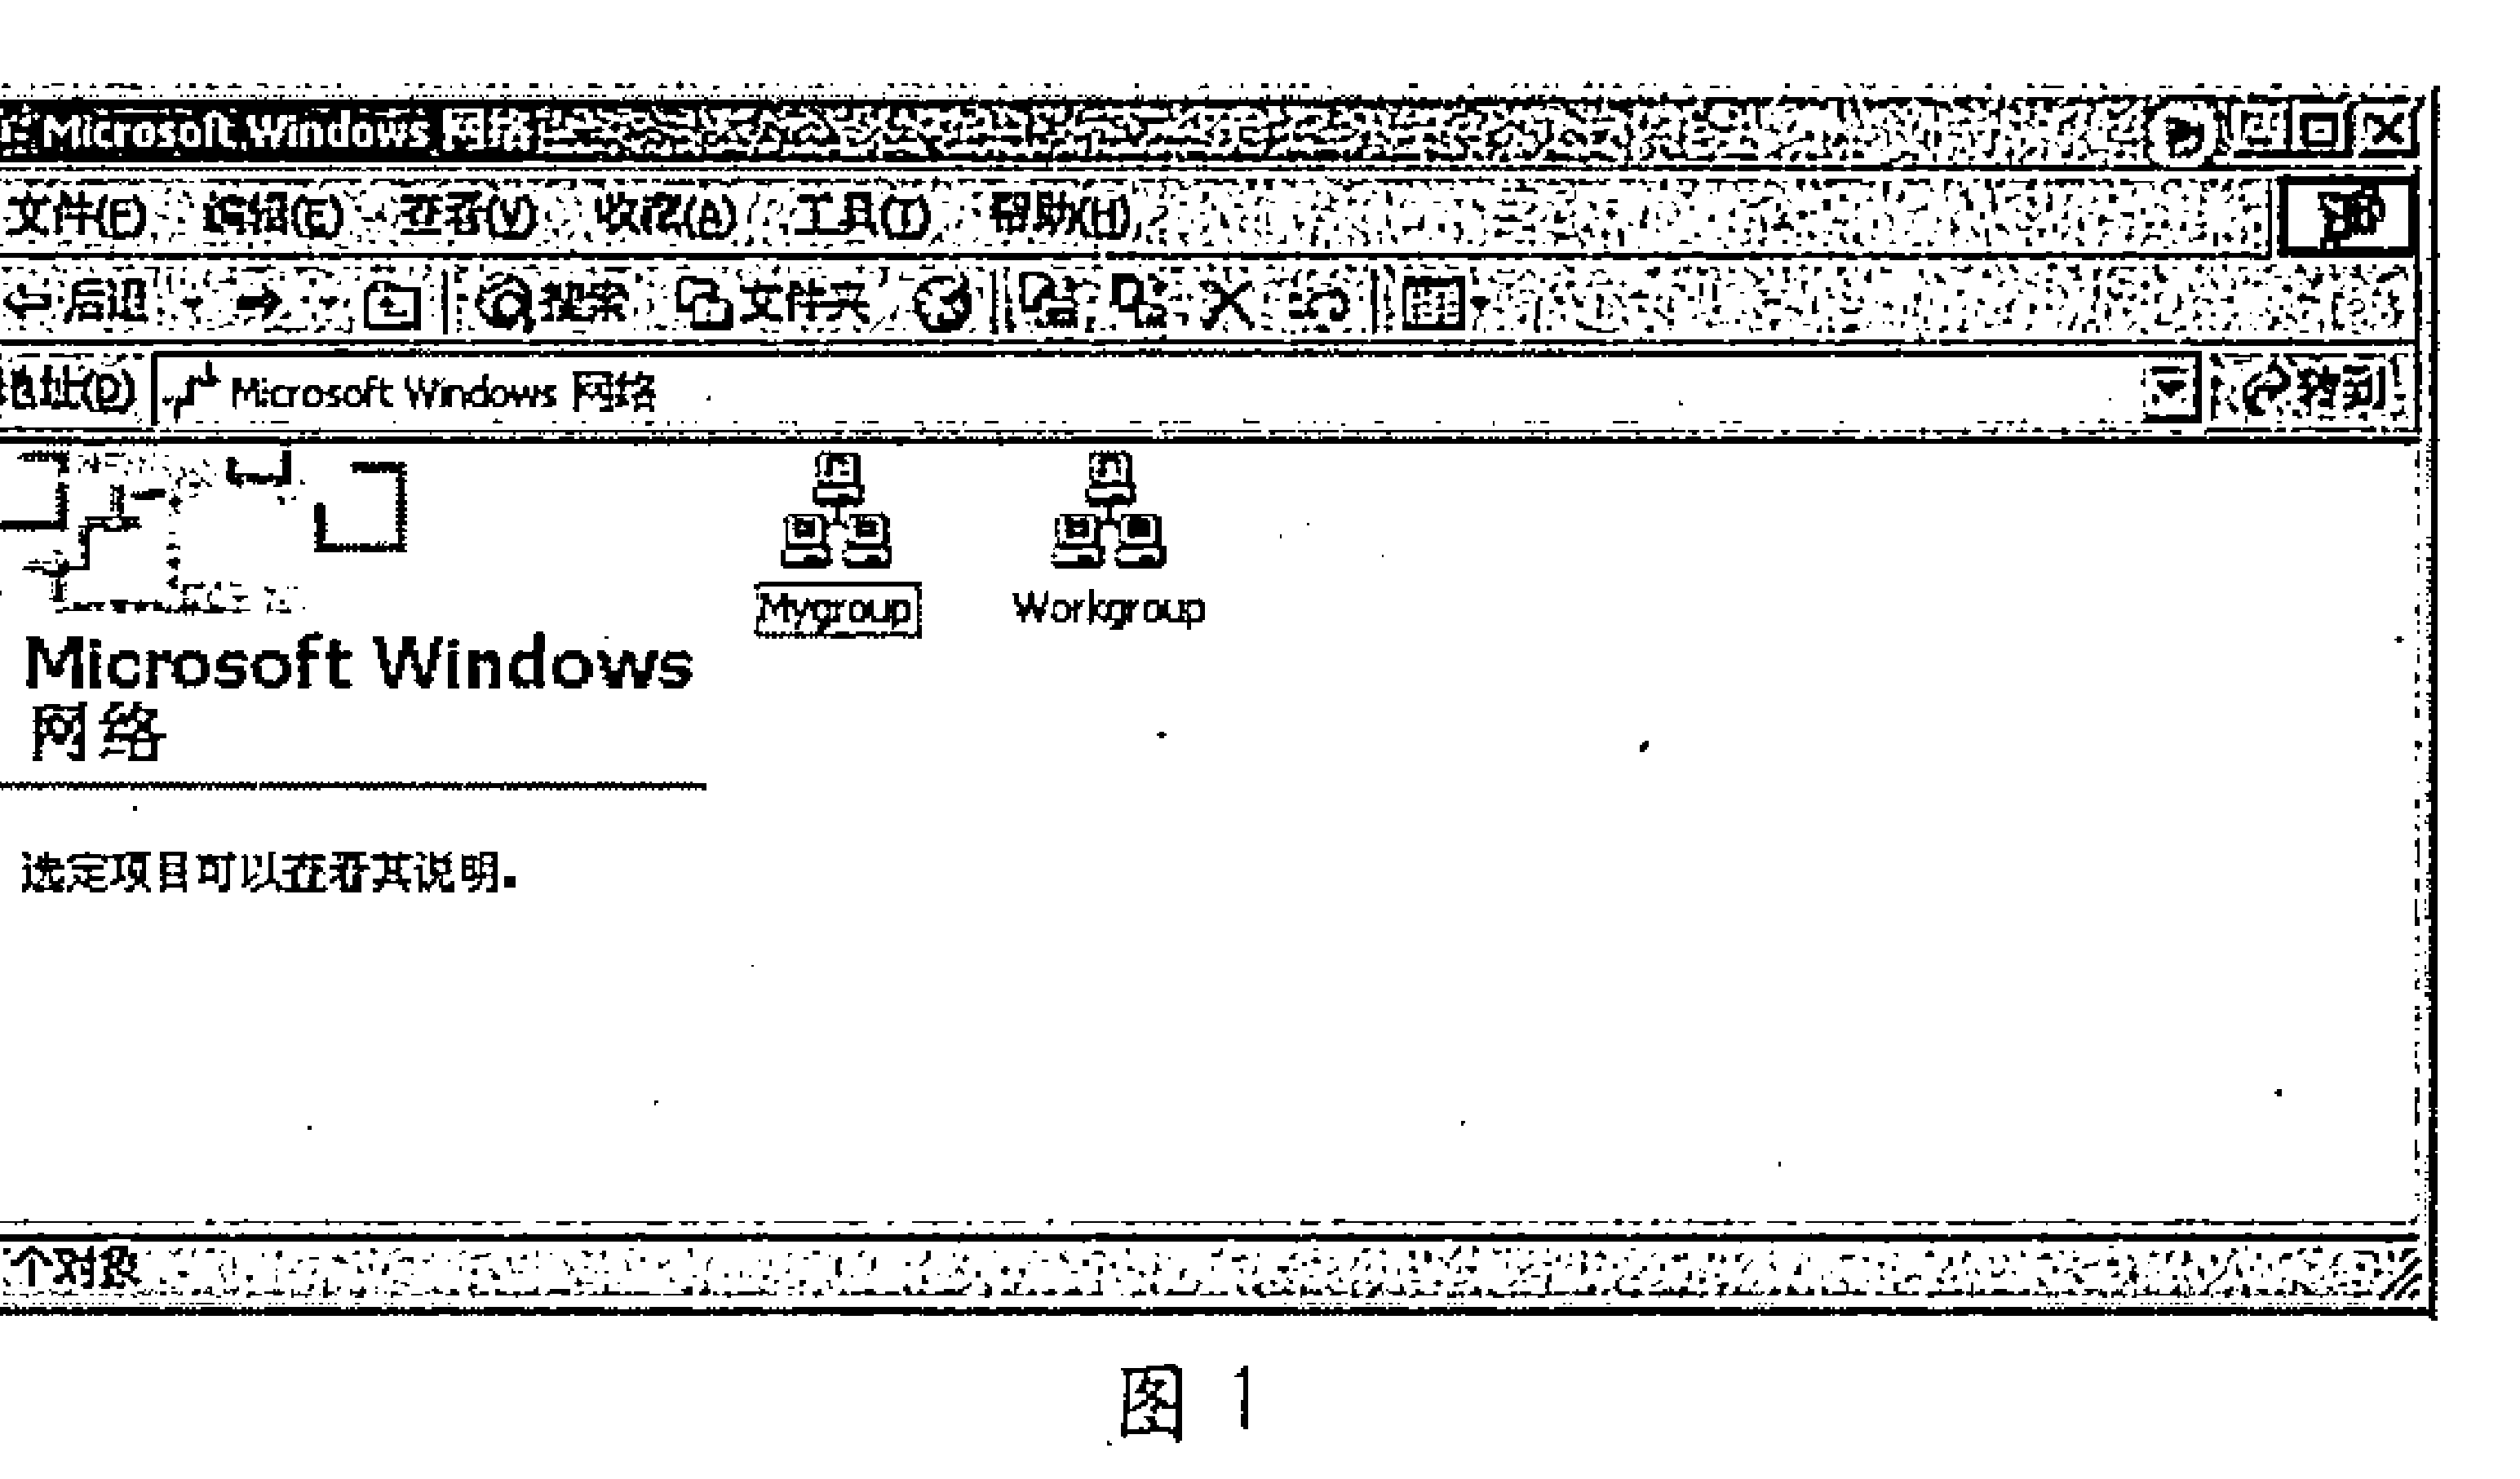 Microsoft Windows 网络
文件(F) 编辑(E) 查看(V) 收藏(A) 工具(T) 帮助(H)
后退 搜索 文件夹
地址(D) Microsoft Windows 网络 转到
Mygroup Workgroup
Microsoft Windows
网络
选定项目可以查看其说明.
个对象
图 1